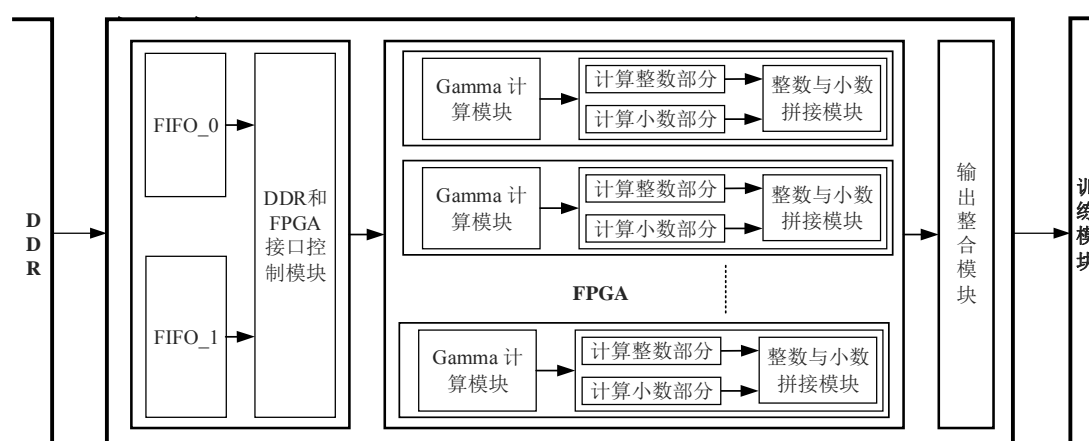 D
D
R
FIFO_0
FIFO_1
DDR和
FPGA
接口控
制模块
Gamma 计
算模块
计算整数部分
计算小数部分
整数与小数
拼接模块
Gamma 计
算模块
计算整数部分
计算小数部分
整数与小数
拼接模块
FPGA
Gamma 计
算模块
计算整数部分
计算小数部分
整数与小数
拼接模块
输
出
整
合
模
块
训
练
模
块